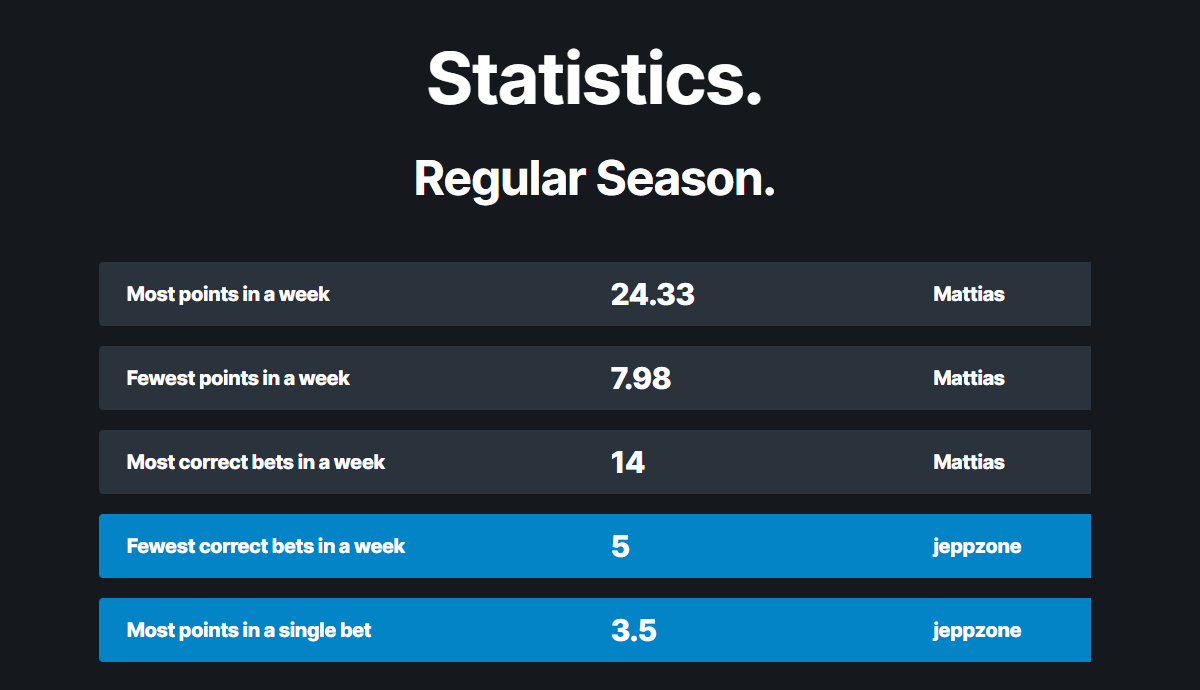 Statistics.
Regular Season.
Most points in a week 24.33 Mattias
Fewest points in a week 7.98 Mattias
Most correct bets in a week 14 Mattias
Fewest correct bets in a week 5 jeppzone
Most points in a single bet 3.5 jeppzone